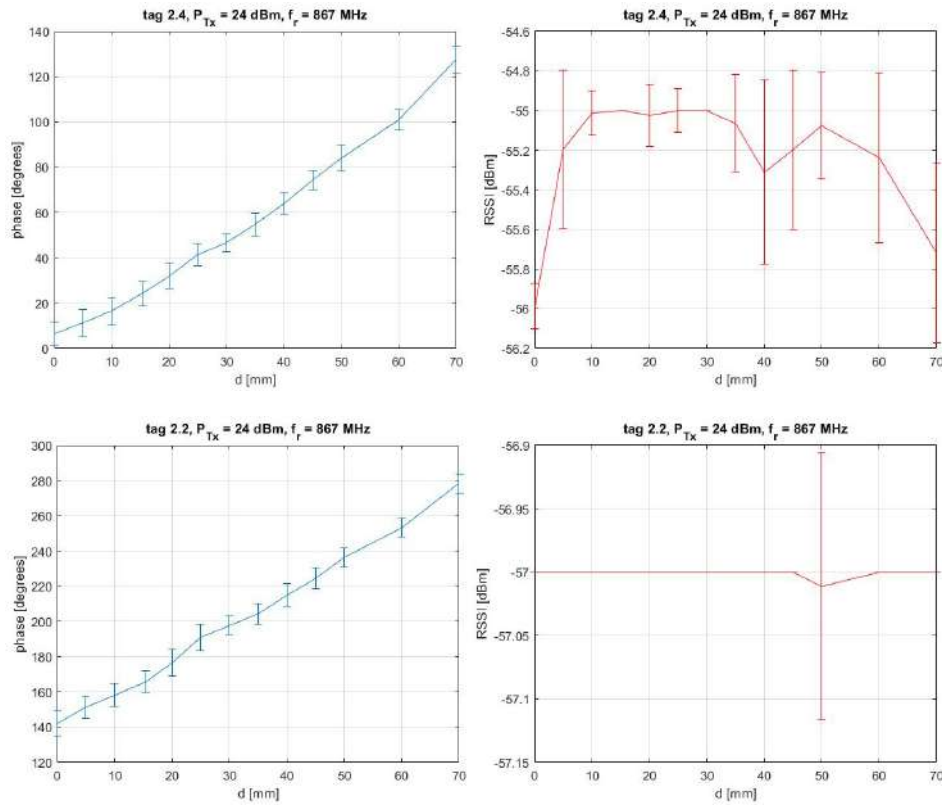 tag 2.4, P_Tx = 24 dBm, f_r = 867 MHz
140
120
100
80
60
40
20
0
phase [degrees]
0 10 20 30 40 50 60 70
d [mm]
tag 2.4, P_Tx = 24 dBm, f_r = 867 MHz
-54.6
-54.8
-55
-55.2
-55.4
-55.6
-55.8
-56
-56.2
RSSI [dBm]
0 10 20 30 40 50 60 70
d [mm]
tag 2.2, P_Tx = 24 dBm, f_r = 867 MHz
300
280
260
240
220
200
180
160
140
120
phase [degrees]
0 10 20 30 40 50 60 70
d [mm]
tag 2.2, P_Tx = 24 dBm, f_r = 867 MHz
-56.9
-56.95
-57
-57.05
-57.1
-57.15
RSSI [dBm]
0 10 20 30 40 50 60 70
d [mm]